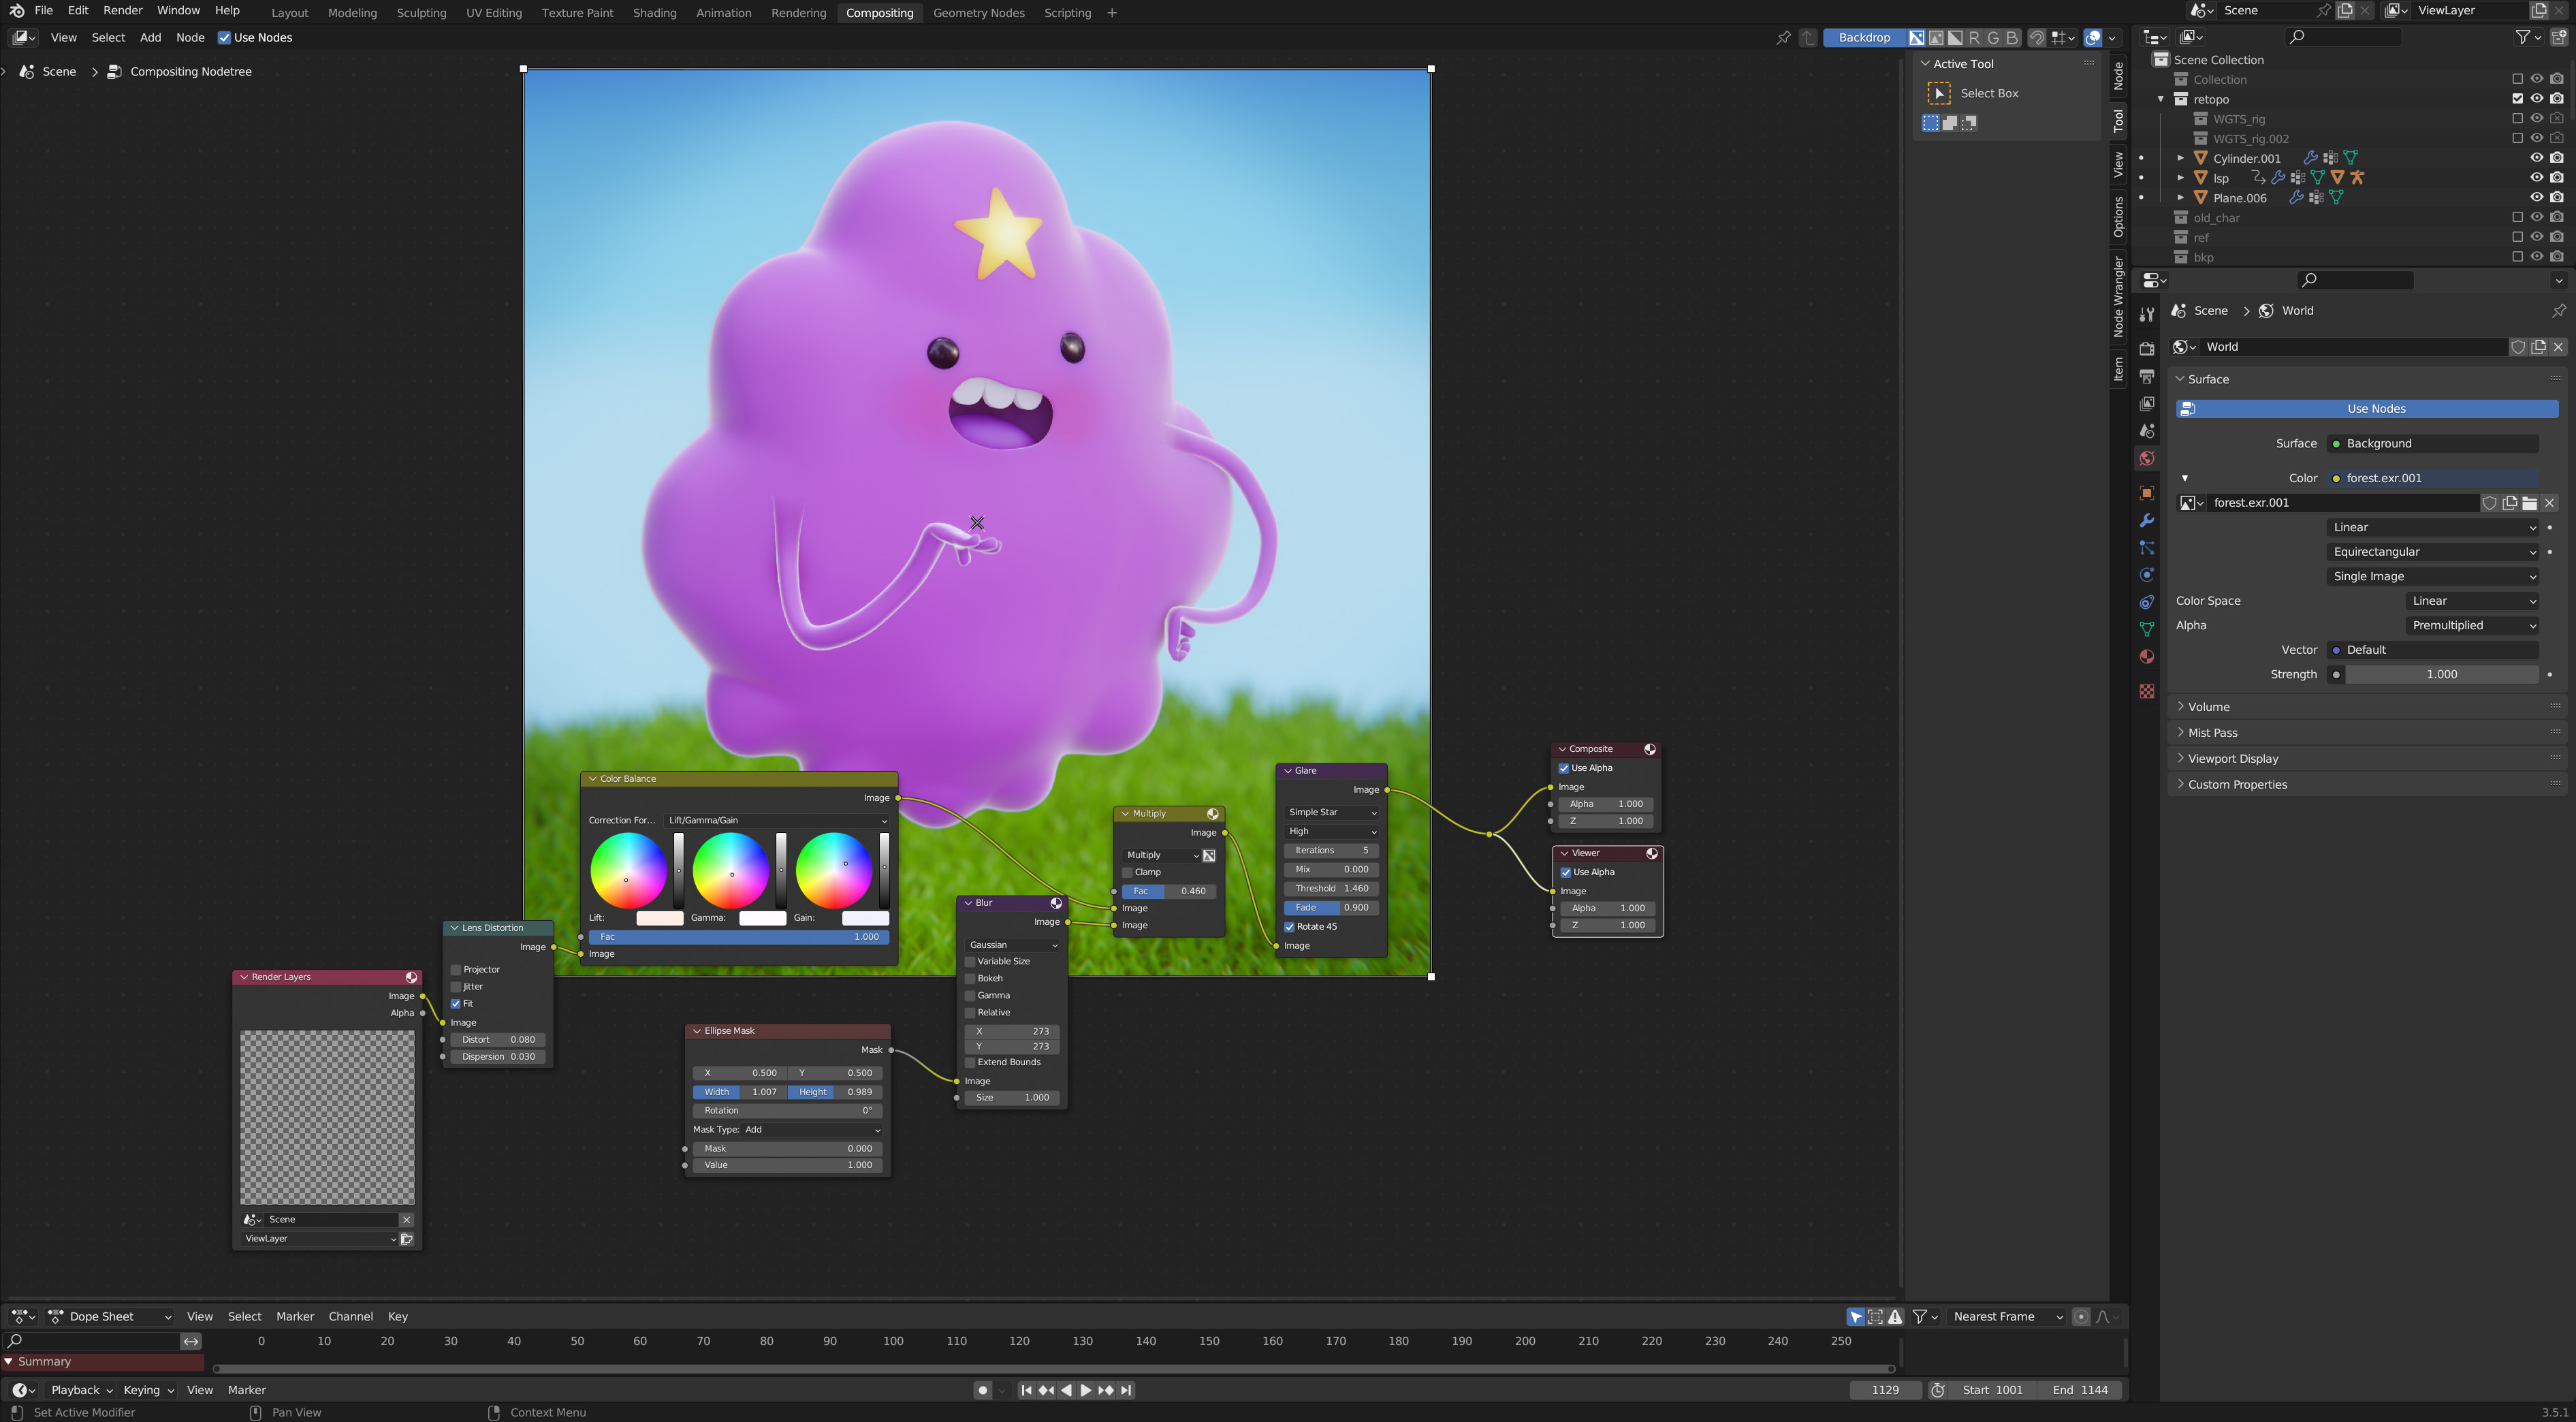 File Edit Render Window Help
Layout Modeling Sculpting UV Editing Texture Paint Shading Animation Rendering Compositing Geometry Nodes Scripting +
Scene ViewLayer
View Select Add Node Use Nodes
Backdrop R G B
Scene > Compositing Nodetree
Active Tool
Select Box
Node
Tool
View
Options
Node Wrangler
Item
Scene Collection
Collection
retopo
WGTS_rig
WGTS_rig.002
Cylinder.001
lsp
Plane.006
old_char
ref
bkp
Scene > World
World
Surface
Use Nodes
Surface Background
Color forest.exr.001
forest.exr.001
Linear
Equirectangular
Single Image
Color Space Linear
Alpha Premultiplied
Vector Default
Strength 1.000
Volume
Mist Pass
Viewport Display
Custom Properties
Render Layers
Image
Alpha
Scene
ViewLayer
Lens Distortion
Image
Projector
Jitter
Fit
Image
Distort 0.080
Dispersion 0.030
Color Balance
Image
Correction For... Lift/Gamma/Gain
Lift: Gamma: Gain:
Fac 1.000
Image
Ellipse Mask
Mask
X 0.500 Y 0.500
Width 1.007 Height 0.989
Rotation 0°
Mask Type: Add
Mask 0.000
Value 1.000
Blur
Image
Gaussian
Variable Size
Bokeh
Gamma
Relative
X 273
Y 273
Extend Bounds
Image
Size 1.000
Multiply
Image
Multiply
Clamp
Fac 0.460
Image
Image
Glare
Image
Simple Star
High
Iterations 5
Mix 0.000
Threshold 1.460
Fade 0.900
Rotate 45
Image
Composite
Use Alpha
Image
Alpha 1.000
Z 1.000
Viewer
Use Alpha
Image
Alpha 1.000
Z 1.000
Dope Sheet View Select Marker Channel Key
Nearest Frame
0 10 20 30 40 50 60 70 80 90 100 110 120 130 140 150 160 170 180 190 200 210 220 230 240 250
Summary
Playback Keying View Marker
1129 Start 1001 End 1144
Set Active Modifier Pan View Context Menu
3.5.1